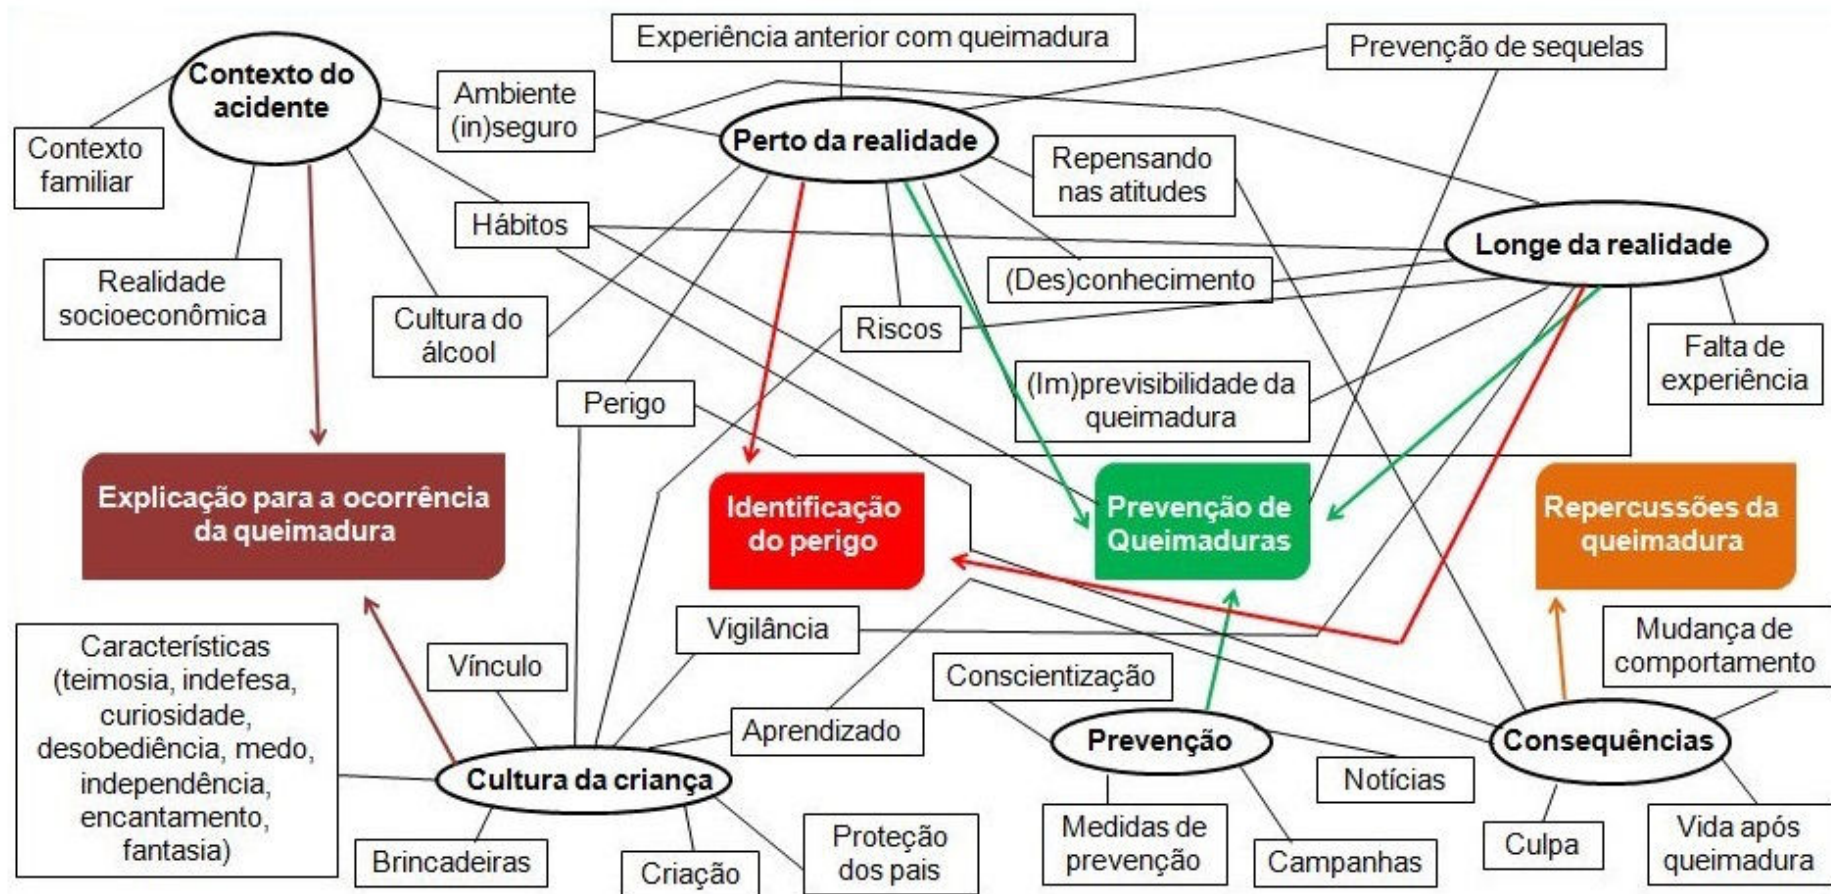 Experiência anterior com queimadura
Prevenção de sequelas
Contexto do
acidente
Ambiente
(in)seguro
Perto da realidade
Contexto
familiar
Repensando
nas atitudes
Hábitos
Longe da realidade
Realidade
socioeconômica
(Des)conhecimento
Cultura do
álcool
Riscos
Falta de
experiência
Perigo
(Im)previsibilidade da
queimadura
Explicação para a ocorrência
da queimadura
Identificação
do perigo
Prevenção de
Queimaduras
Repercussões da
queimadura
Características
(teimosia, indefesa,
curiosidade,
desobediência, medo,
independência,
encantamento,
fantasia)
Vínculo
Vigilância
Conscientização
Mudança de
comportamento
Aprendizado
Prevenção
Consequências
Cultura da criança
Notícias
Brincadeiras
Criação
Proteção
dos pais
Medidas de
prevenção
Campanhas
Culpa
Vida após
queimadura